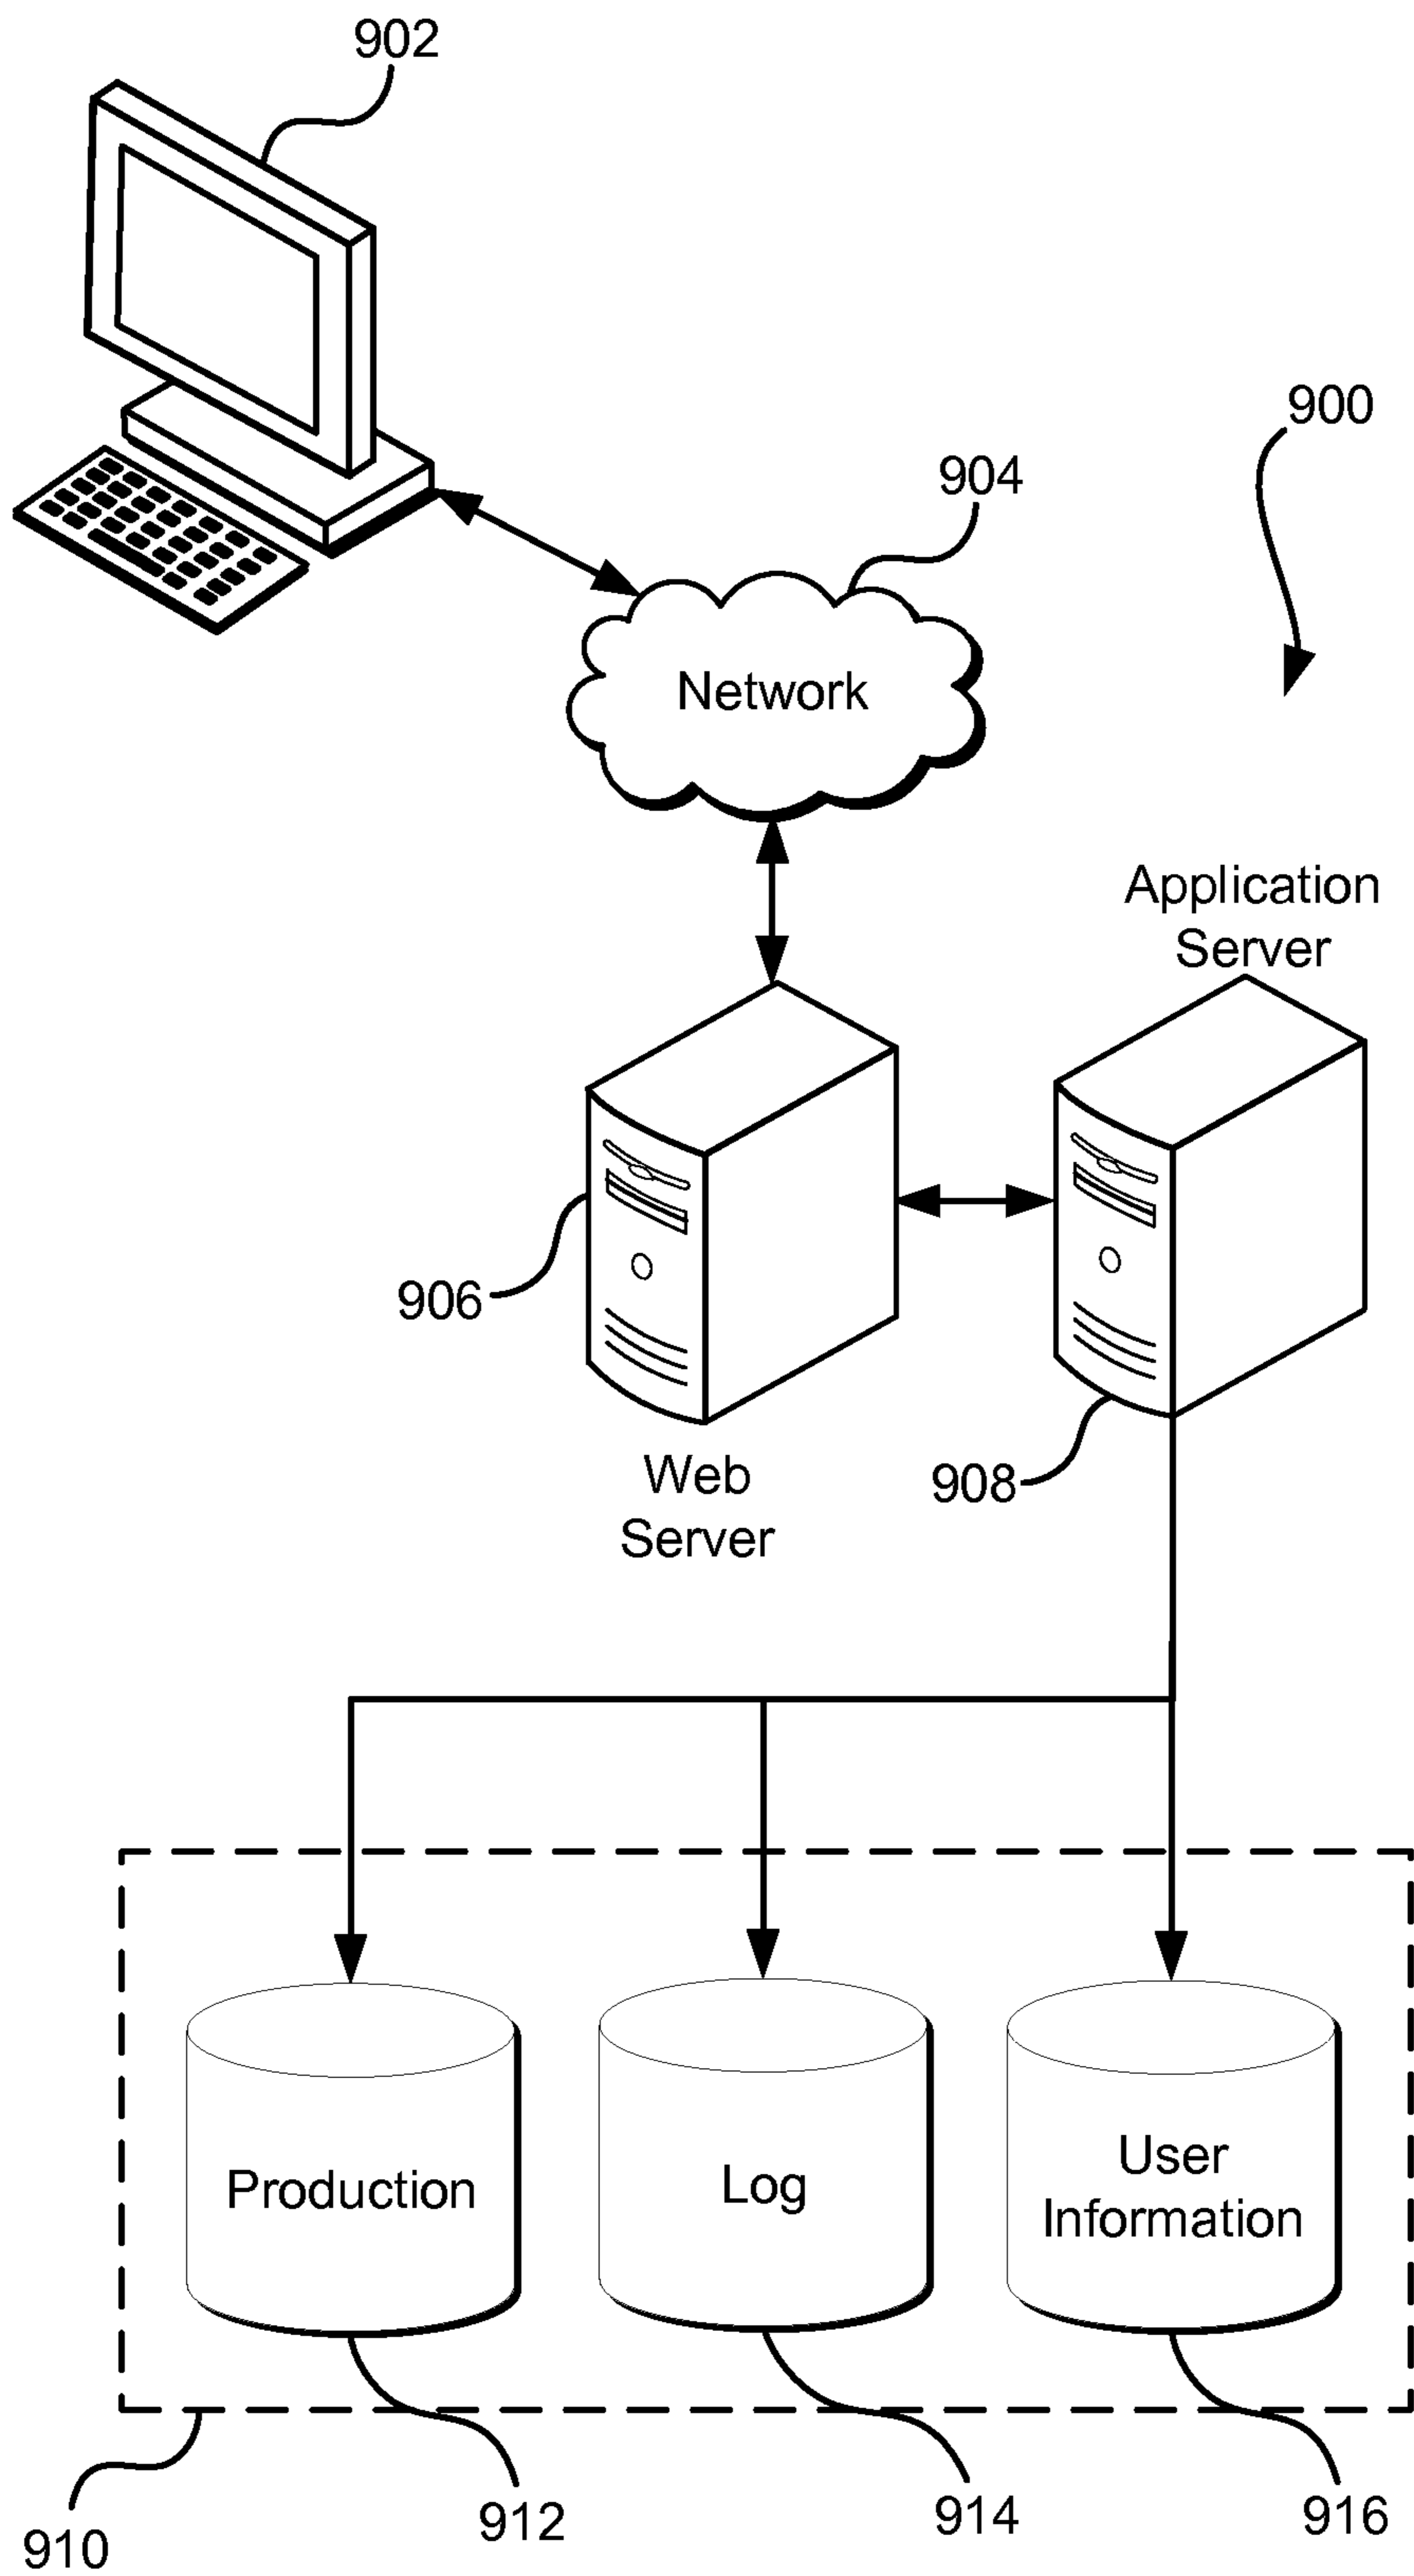 902
900
904
Network
Application
Server
906
908
Web
Server
Production
Log
User
Information
910
912
914
916